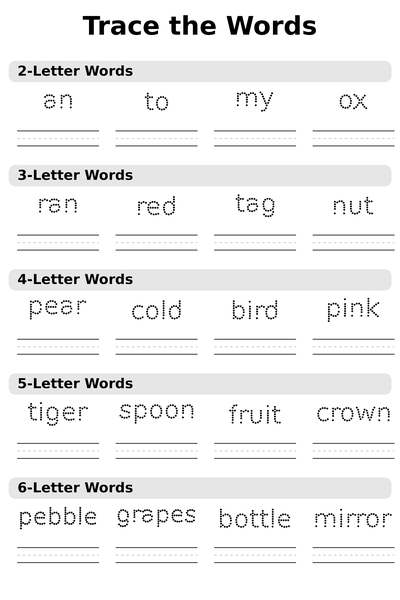 Trace the Words
2-Letter Words
an to my ox
3-Letter Words
ran red tag nut
4-Letter Words
pear cold bird pink
5-Letter Words
tiger spoon fruit crown
6-Letter Words
pebble grapes bottle mirror